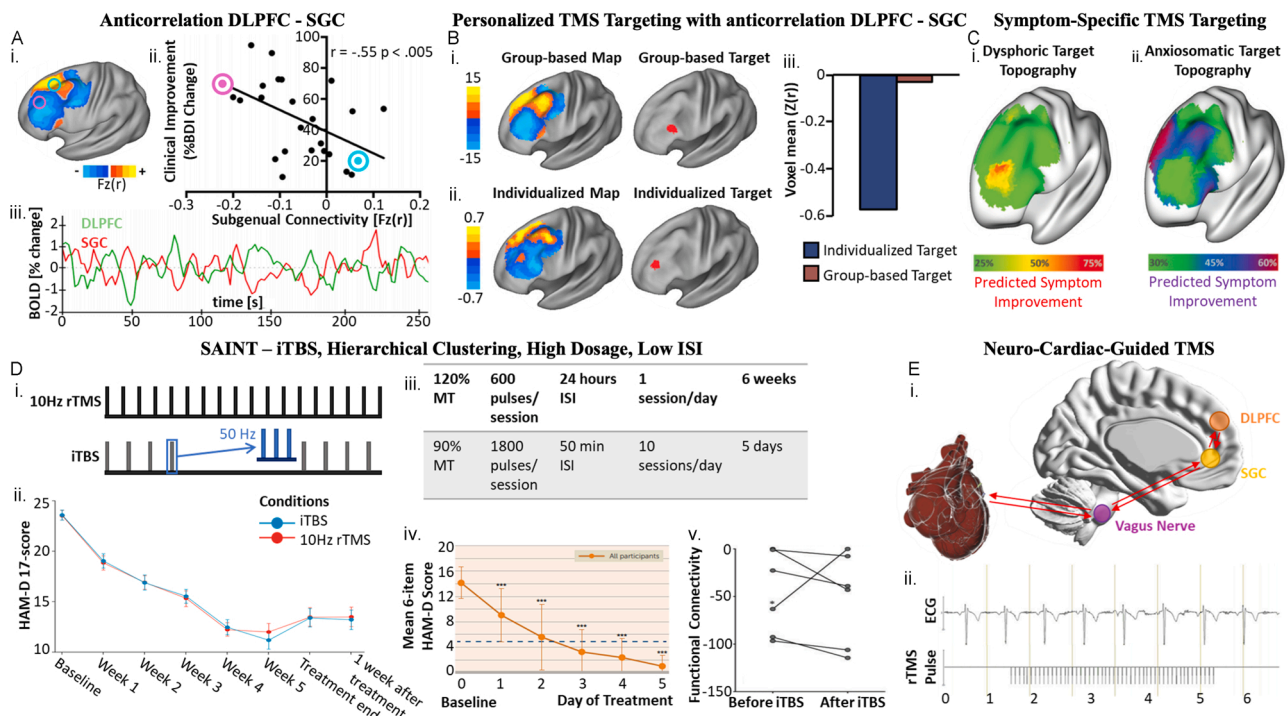 Anticorrelation DLPFC - SGC
A
i.
- +
Fz(r)
ii.
r = -.55 p < .005
Clinical Improvement
(%BDI Change)
100
80
60
40
20
0
-0.3 -0.2 -0.1 0 0.1 0.2
Subgenual Connectivity [Fz(r)]
iii.
DLPFC
SGC
BOLD [% change]
2
1
0
-1
-2
time [s]
0 50 100 150 200 250
Personalized TMS Targeting with anticorrelation DLPFC - SGC
B
i.
Group-based Map
Group-based Target
15
-15
ii.
Individualized Map
Individualized Target
0.7
-0.7
iii.
Voxel mean (Z(r))
0
-0.2
-0.4
-0.6
Individualized Target
Group-based Target
Symptom-Specific TMS Targeting
C
i.
Dysphoric Target
Topography
25% 50% 75%
Predicted Symptom
Improvement
ii.
Anxiosomatic Target
Topography
30% 45% 60%
Predicted Symptom
Improvement
SAINT – iTBS, Hierarchical Clustering, High Dosage, Low ISI
D
i.
10Hz rTMS
50 Hz
iTBS
ii.
HAM-D 17-score
25
20
15
10
Conditions
iTBS
10Hz rTMS
Baseline
Week 1
Week 2
Week 3
Week 4
Week 5
Treatment end
1 week after
treatment
iii.
120% 600 24 hours 1 6 weeks
MT pulses/ ISI session/day
session
90% 1800 50 min 10 5 days
MT pulses/ ISI sessions/day
session
iv.
Mean 6-item
HAM-D Score
20
16
12
8
4
0
All participants
***
***
***
***
***
0 1 2 3 4 5
Baseline Day of Treatment
v.
Functional Connectivity
0
-50
-100
-150
Before iTBS After iTBS
Neuro-Cardiac-Guided TMS
E
i.
DLPFC
SGC
Vagus Nerve
ii.
ECG
rTMS
Pulse
0 1 2 3 4 5 6